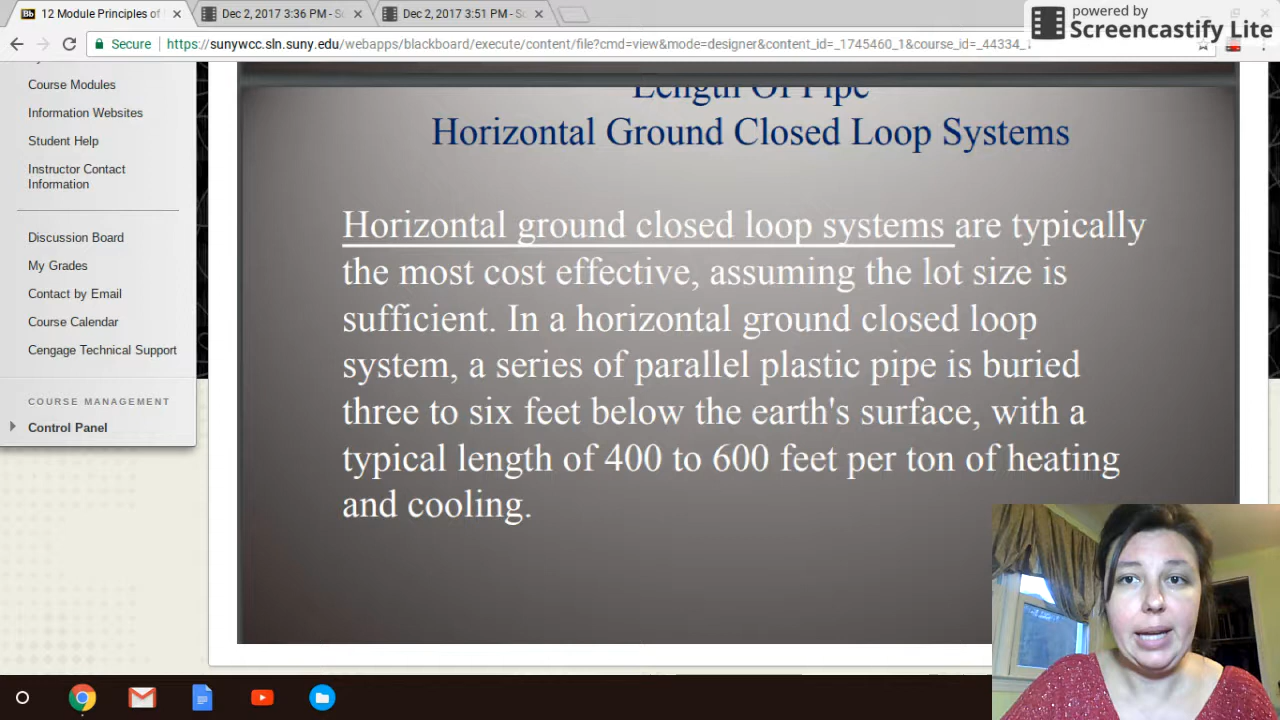 12 Module Principles of
Dec 2, 2017 3:36 PM - Sc
Dec 2, 2017 3:51 PM - Sc
powered by
Screencastify Lite
Secure
https://sunywcc.sln.suny.edu/webapps/blackboard/execute/content/file?cmd=view&mode=designer&content_id=_1745460_1&course_id=_44334_1
Course Modules
Information Websites
Student Help
Instructor Contact
Information
Discussion Board
My Grades
Contact by Email
Course Calendar
Cengage Technical Support
COURSE MANAGEMENT
Control Panel
Length Of Pipe
Horizontal Ground Closed Loop Systems
Horizontal ground closed loop systems are typically
the most cost effective, assuming the lot size is
sufficient. In a horizontal ground closed loop
system, a series of parallel plastic pipe is buried
three to six feet below the earth's surface, with a
typical length of 400 to 600 feet per ton of heating
and cooling.